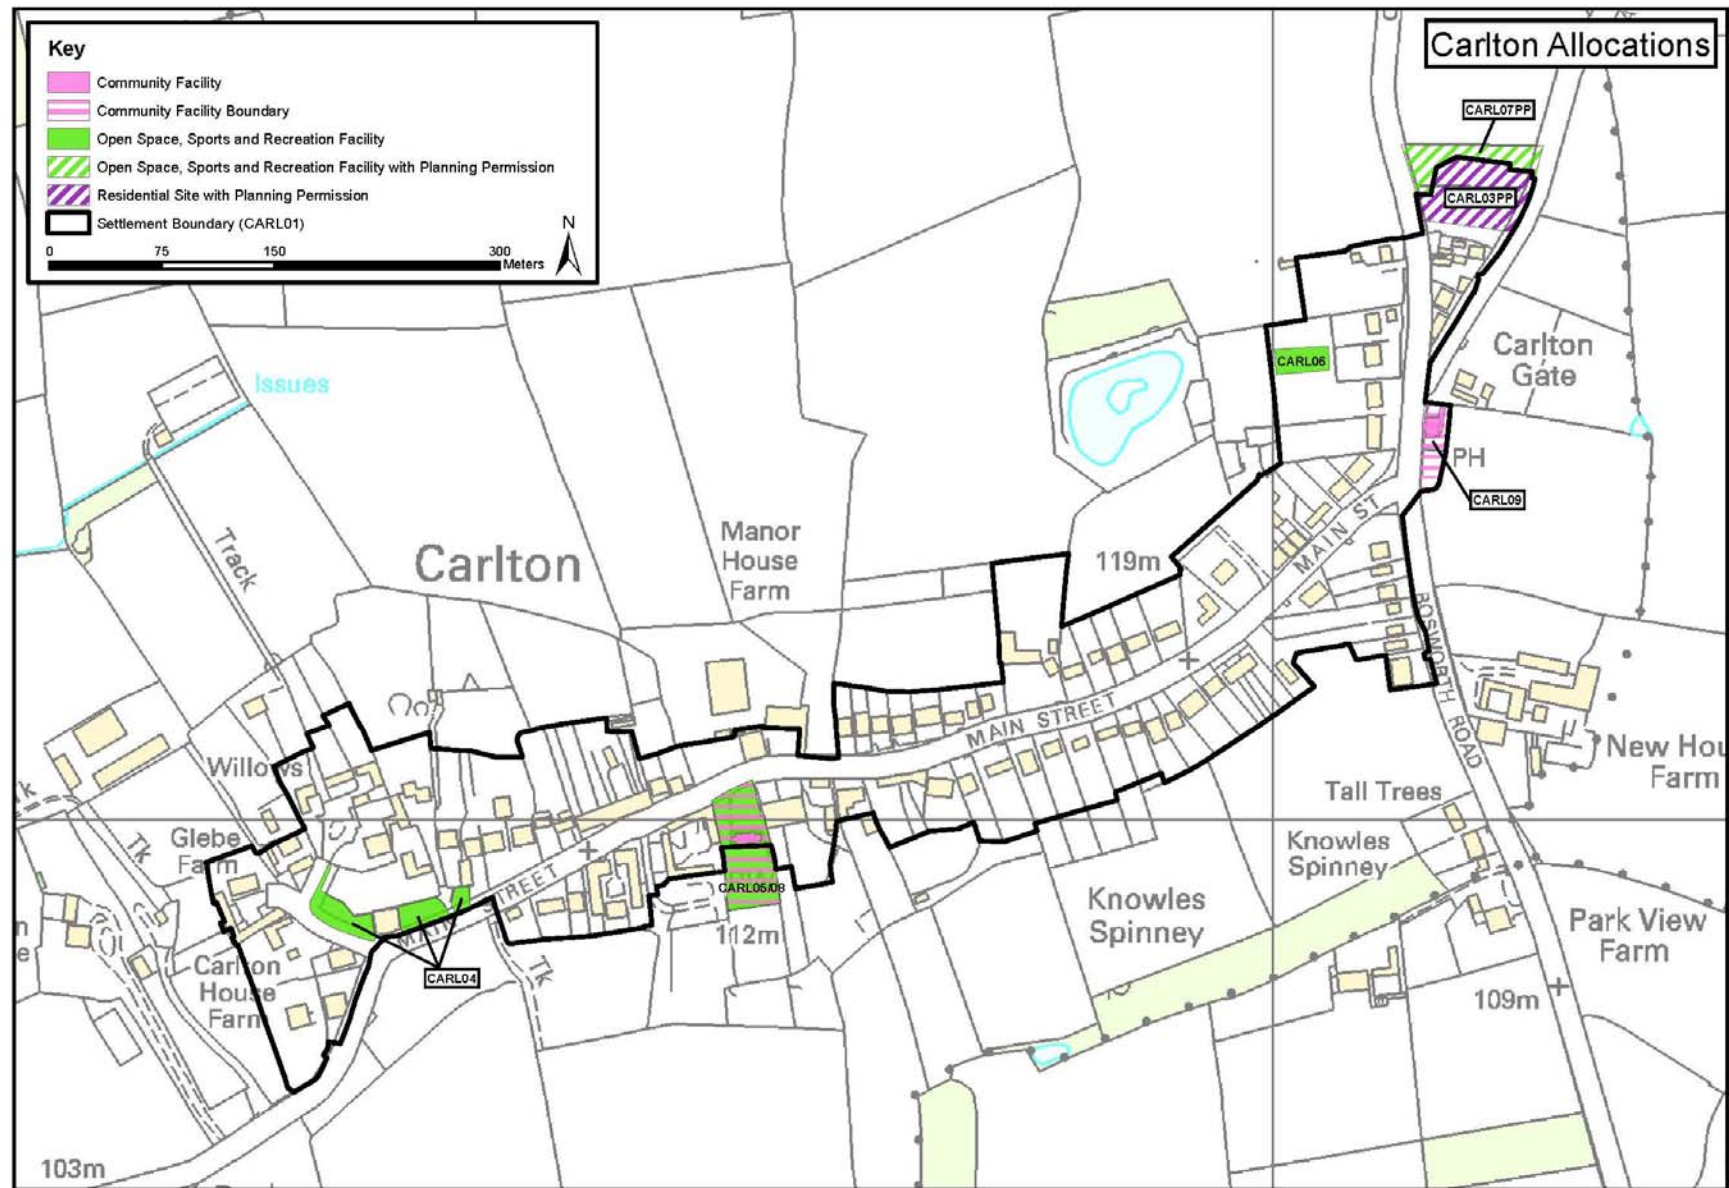 Carlton Allocations
Key
Community Facility
Community Facility Boundary
Open Space, Sports and Recreation Facility
Open Space, Sports and Recreation Facility with Planning Permission
Residential Site with Planning Permission
Settlement Boundary (CARL01)
N
0 75 150 300
Meters
CARL07PP
CARL03PP
Carlton
Gate
CARL06
Issues
PH
CARL09
MAIN ST
Track
Carlton
Manor
House
Farm
119m
BOSWORTH ROAD
MAIN STREET
New Hou
Farm
Willows
Tall Trees
Glebe
Farm
Tk
Knowles
Spinney
CARL05/08
Knowles
Spinney
Park View
Farm
112m
MAIN STREET
CARL04
Tk
Carlton
House
Farm
109m
103m